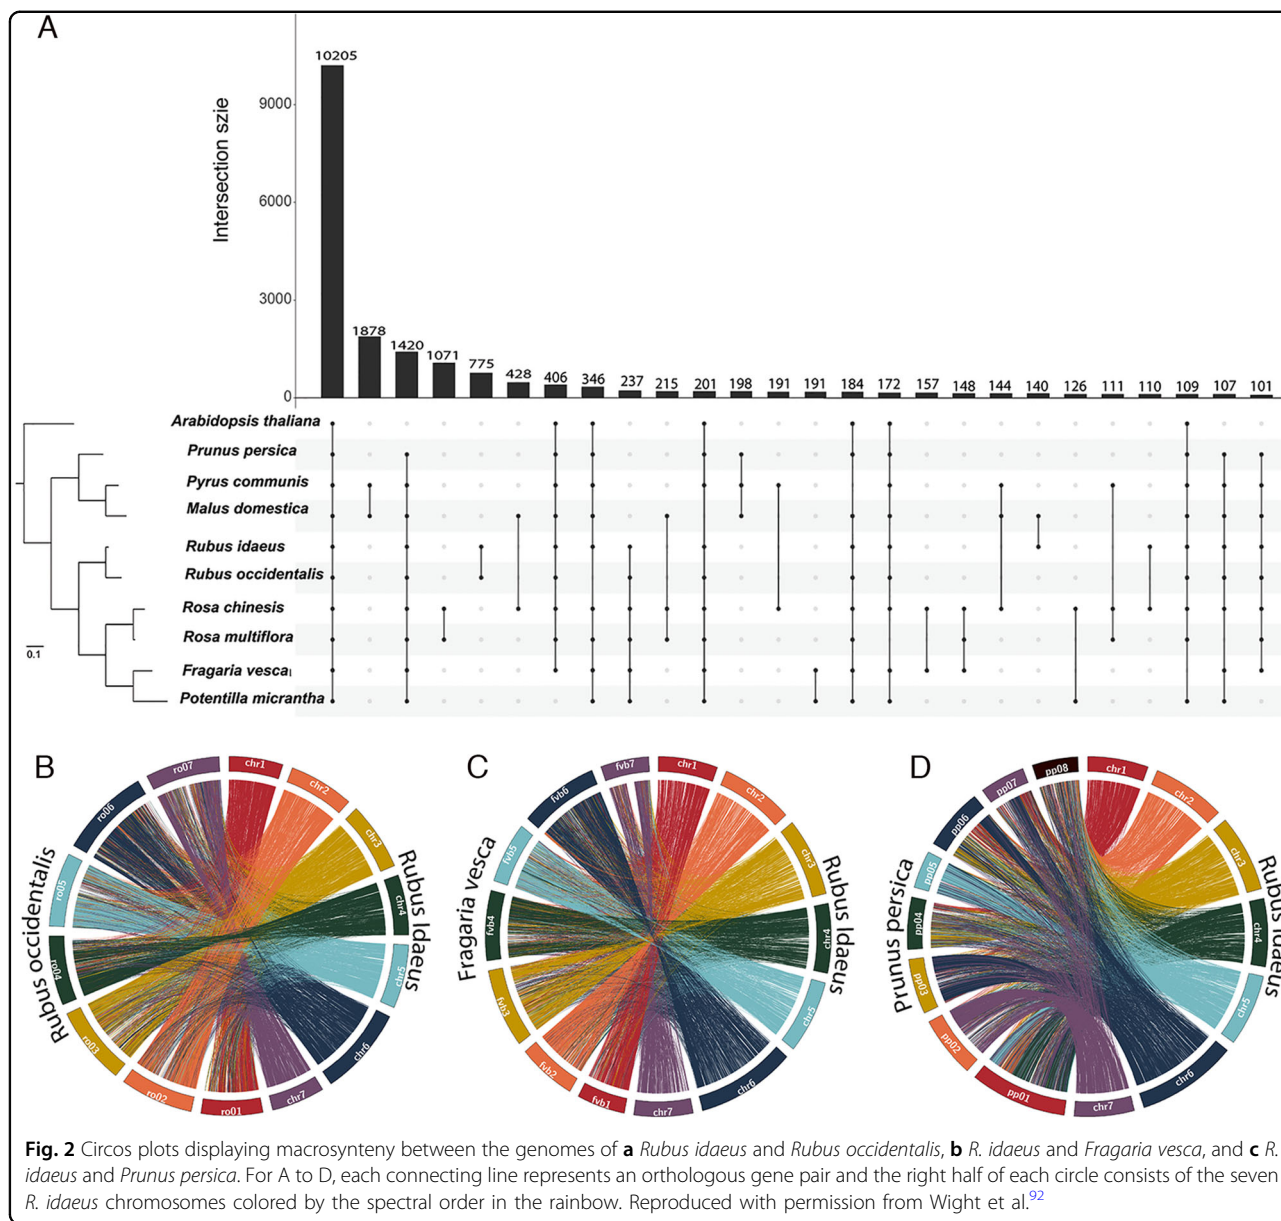 A
Intersection szie
9000
6000
3000
0
10205
1878
1420
1071
775
428
406
346
237
215
201
198
191
191
184
172
157
148
144
140
126
111
110
109
107
101
Arabidopsis thaliana
Prunus persica
Pyrus communis
Malus domestica
Rubus idaeus
Rubus occidentalis
Rosa chinesis
Rosa multiflora
Fragaria vesca
Potentilla micrantha
0.1
B
Rubus occidentalis
Rubus Idaeus
ro07
ro06
ro05
ro04
ro03
ro02
ro01
chr1
chr2
chr3
chr4
chr5
chr6
chr7
C
Fragaria vesca
Rubus Idaeus
fvb7
fvb6
fvb5
fvb4
fvb3
fvb2
fvb1
chr1
chr2
chr3
chr4
chr5
chr6
chr7
D
Prunus persica
Rubus Idaeus
pp08
pp07
pp06
pp05
pp04
pp03
pp02
pp01
chr1
chr2
chr3
chr4
chr5
chr6
chr7
Fig. 2 Circos plots displaying macrosynteny between the genomes of a Rubus idaeus and Rubus occidentalis, b R. idaeus and Fragaria vesca, and c R.
idaeus and Prunus persica. For A to D, each connecting line represents an orthologous gene pair and the right half of each circle consists of the seven
R. idaeus chromosomes colored by the spectral order in the rainbow. Reproduced with permission from Wight et al.92